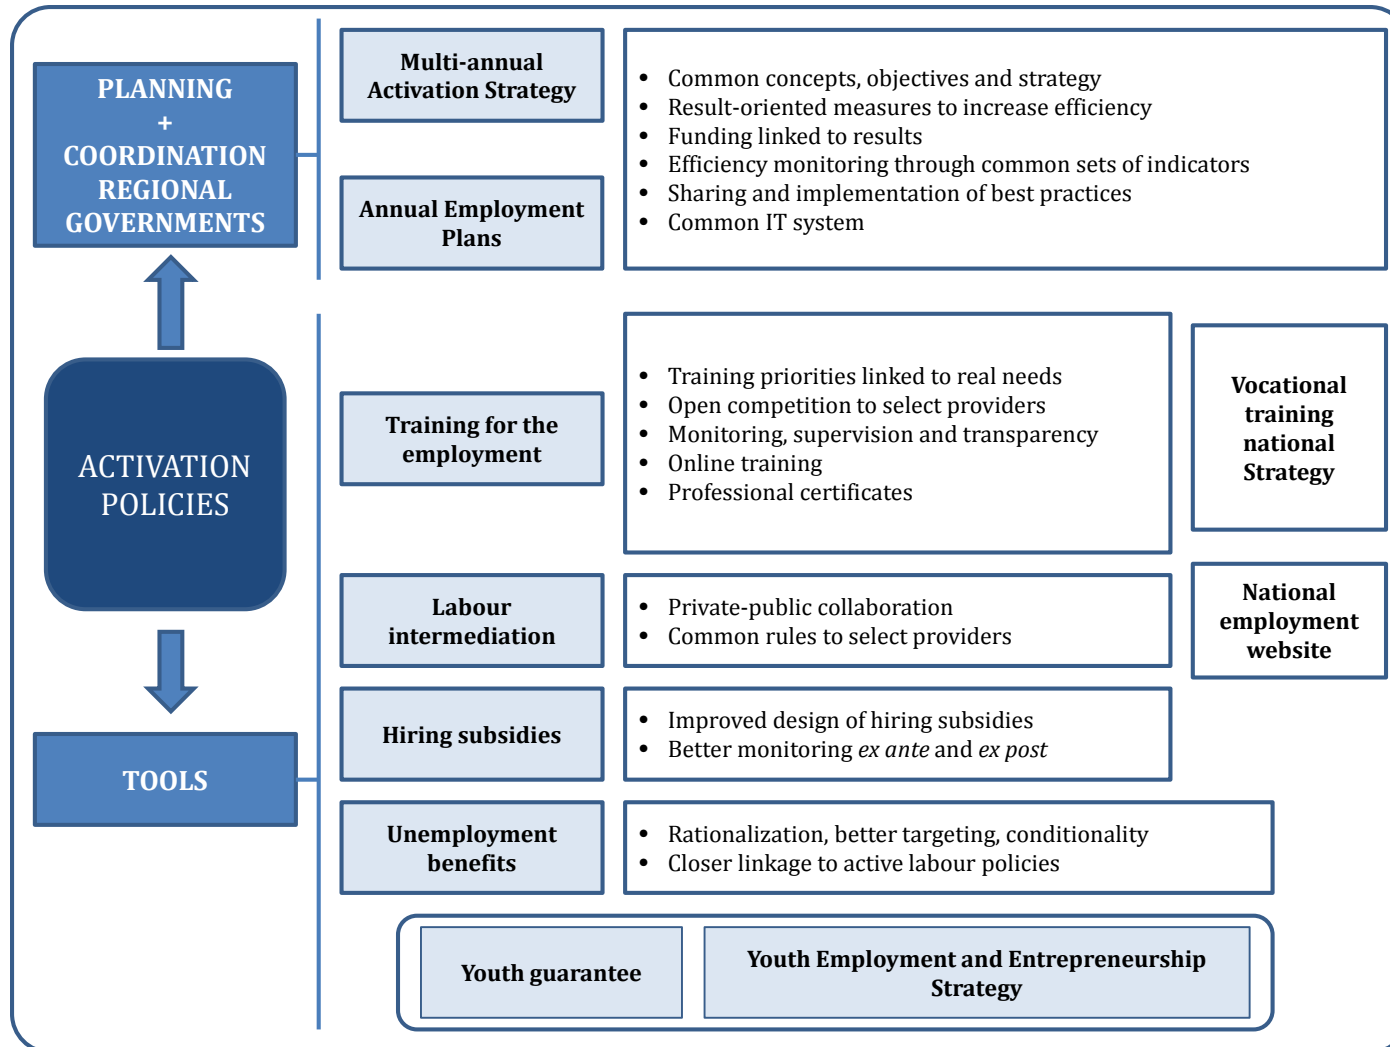 PLANNING
+
COORDINATION
REGIONAL
GOVERNMENTS
Multi-annual
Activation Strategy
Annual Employment
Plans
• Common concepts, objectives and strategy
• Result-oriented measures to increase efficiency
• Funding linked to results
• Efficiency monitoring through common sets of indicators
• Sharing and implementation of best practices
• Common IT system
ACTIVATION
POLICIES
TOOLS
Training for the
employment
• Training priorities linked to real needs
• Open competition to select providers
• Monitoring, supervision and transparency
• Online training
• Professional certificates
Vocational
training
national
Strategy
Labour
intermediation
• Private-public collaboration
• Common rules to select providers
National
employment
website
Hiring subsidies
• Improved design of hiring subsidies
• Better monitoring ex ante and ex post
Unemployment
benefits
• Rationalization, better targeting, conditionality
• Closer linkage to active labour policies
Youth guarantee
Youth Employment and Entrepreneurship
Strategy